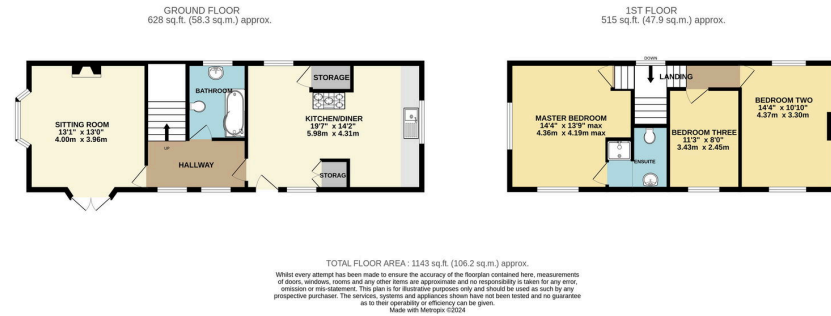 GROUND FLOOR
628 sq.ft. (58.3 sq.m.) approx.
1ST FLOOR
515 sq.ft. (47.9 sq.m.) approx.
SITTING ROOM
13'1" x 13'0"
4.00m x 3.96m
UP
BATHROOM
HALLWAY
STORAGE
KITCHEN/DINER
19'7" x 14'2"
5.98m x 4.31m
STORAG
DOWN
LANDING
MASTER BEDROOM
14'4" x 13'9" max
4.36m x 4.19m max
ENSUITE
BEDROOM THREE
11'3" x 8'0"
3.43m x 2.45m
BEDROOM TWO
14'4" x 10'10"
4.37m x 3.30m
TOTAL FLOOR AREA : 1143 sq.ft. (106.2 sq.m.) approx.
Whilst every attempt has been made to ensure the accuracy of the floorplan contained here, measurements
of doors, windows, rooms and any other items are approximate and no responsibility is taken for any error,
omission or mis-statement. This plan is for illustrative purposes only and should be used as such by any
prospective purchaser. The services, systems and appliances shown have not been tested and no guarantee
as to their operability or efficiency can be given.
Made with Metropix ©2024